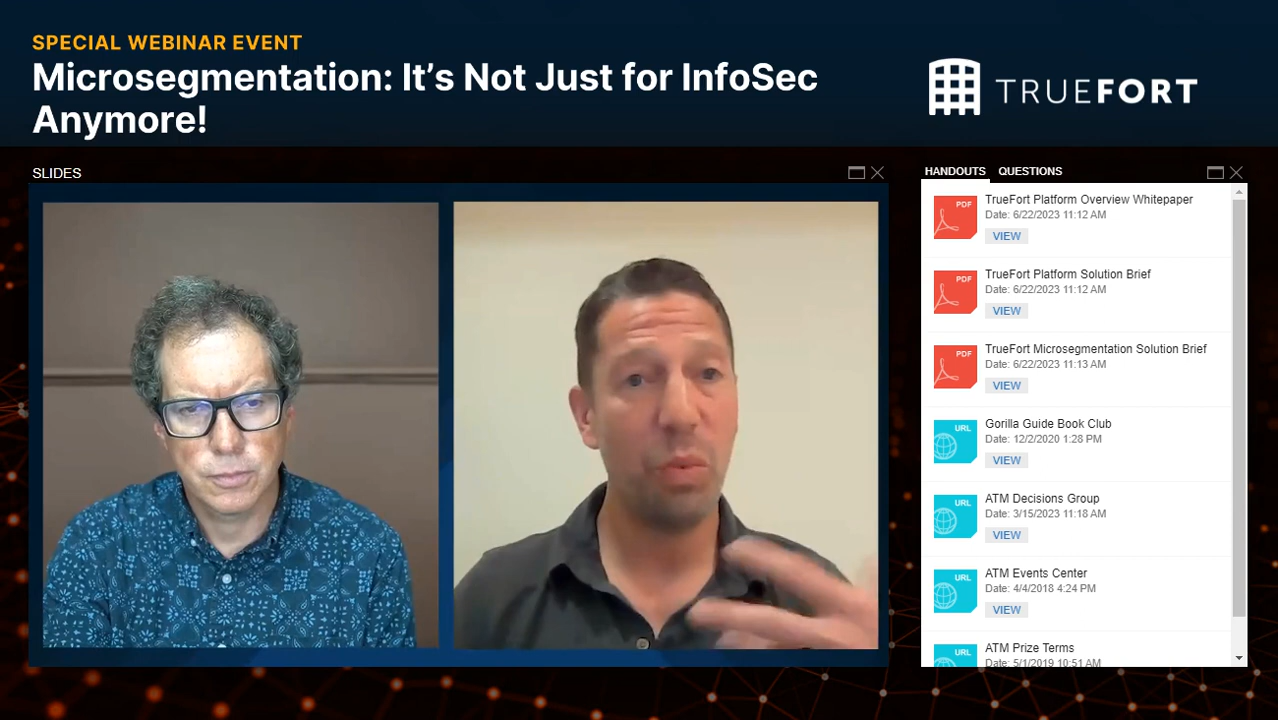 SPECIAL WEBINAR EVENT
Microsegmentation: It’s Not Just for InfoSec
Anymore!
TRUEFORT
SLIDES
HANDOUTS QUESTIONS
PDF
TrueFort Platform Overview Whitepaper
Date: 6/22/2023 11:12 AM
VIEW
PDF
TrueFort Platform Solution Brief
Date: 6/22/2023 11:12 AM
VIEW
PDF
TrueFort Microsegmentation Solution Brief
Date: 6/22/2023 11:13 AM
VIEW
URL
Gorilla Guide Book Club
Date: 12/2/2020 1:28 PM
VIEW
URL
ATM Decisions Group
Date: 3/15/2023 11:18 AM
VIEW
URL
ATM Events Center
Date: 4/4/2018 4:24 PM
VIEW
URL
ATM Prize Terms
Date: 5/1/2019 10:51 AM